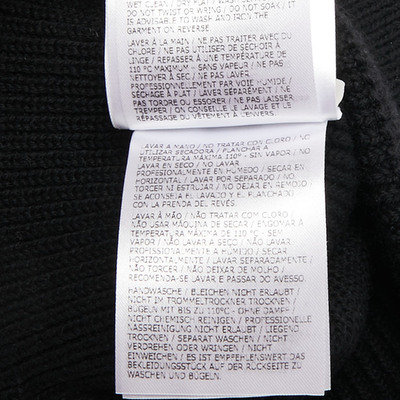 WET CLEAN / DRY FLAT / WASH
DO NOT TWIST OR WRING / DO NOT SOAK / IT
IS ADVISABLE TO WASH AND IRON THE
GARMENT ON REVERSE
LAVER À LA MAIN / NE PAS TRAITER AVEC DU
CHLORE / NE PAS UTILISER DE SÉCHOIR À
LINGE / REPASSER À UNE TEMPÉRATURE DE
110 °C MAXIMUM – SANS VAPEUR / NE PAS
NETTOYER À SEC / NE PAS LAVER
PROFESSIONNELLEMENT PAR VOIE HUMIDE /
SÉCHAGE À PLAT / LAVER SÉPARÉMENT / NE
PAS TORDRE OU ESSORER / NE PAS LAISSER
TREMPER / ON CONSEILLE LE LAVAGE ET LE
REPASSAGE DU VÊTEMENT À L'ENVERS.
LAVAR A MANO / NO TRATAR CON CLORO / NO
UTILIZAR SECADORA / PLANCHAR A
TEMPERATURA MÁXIMA 110° - SIN VAPOR / NO
LAVAR EN SECO / NO LAVAR
PROFESIONALMENTE EN HÚMEDO / SECAR EN
HORIZONTAL / LAVAR POR SEPARADO / NO
TORCER NI ESTRUJAR / NO DEJAR EN REMOJO /
SE ACONSEJA EL LAVADO Y EL PLANCHADO
CON LA PRENDA DEL REVÉS.
LAVAR À MÃO / NÃO TRATAR COM CLORO /
NÃO USAR MÁQUINA DE SECAR / ENGOMAR À
TEMPERATURA MÁXIMA DE 110 °C - SEM
VAPOR / NÃO LAVAR A SECO / NÃO LAVAR
PROFISSIONALMENTE A HÚMIDO / SECAR
HORIZONTALMENTE / LAVAR SEPARADAMENTE /
NÃO TORCER / NÃO DEIXAR DE MOLHO /
RECOMENDA-SE LAVAR E PASSAR DO AVESSO.
HANDWÄSCHE / BLEICHEN NICHT ERLAUBT /
NICHT IM TROMMELTROCKNER TROCKNEN /
BÜGELN MIT BIS ZU 110°C - OHNE DAMPF /
NICHT CHEMISCH REINIGEN / PROFESSIONELLE
NASSREINIGUNG NICHT ERLAUBT / LIEGEND
TROCKNEN / SEPARAT WASCHEN / NICHT
VERDREHEN ODER WRINGEN / NICHT
EINWEICHEN / ES IST EMPFEHLENSWERT DAS
BEKLEIDUNGSSTÜCK AUF DER RÜCKSEITE ZU
WASCHEN UND BÜGELN.